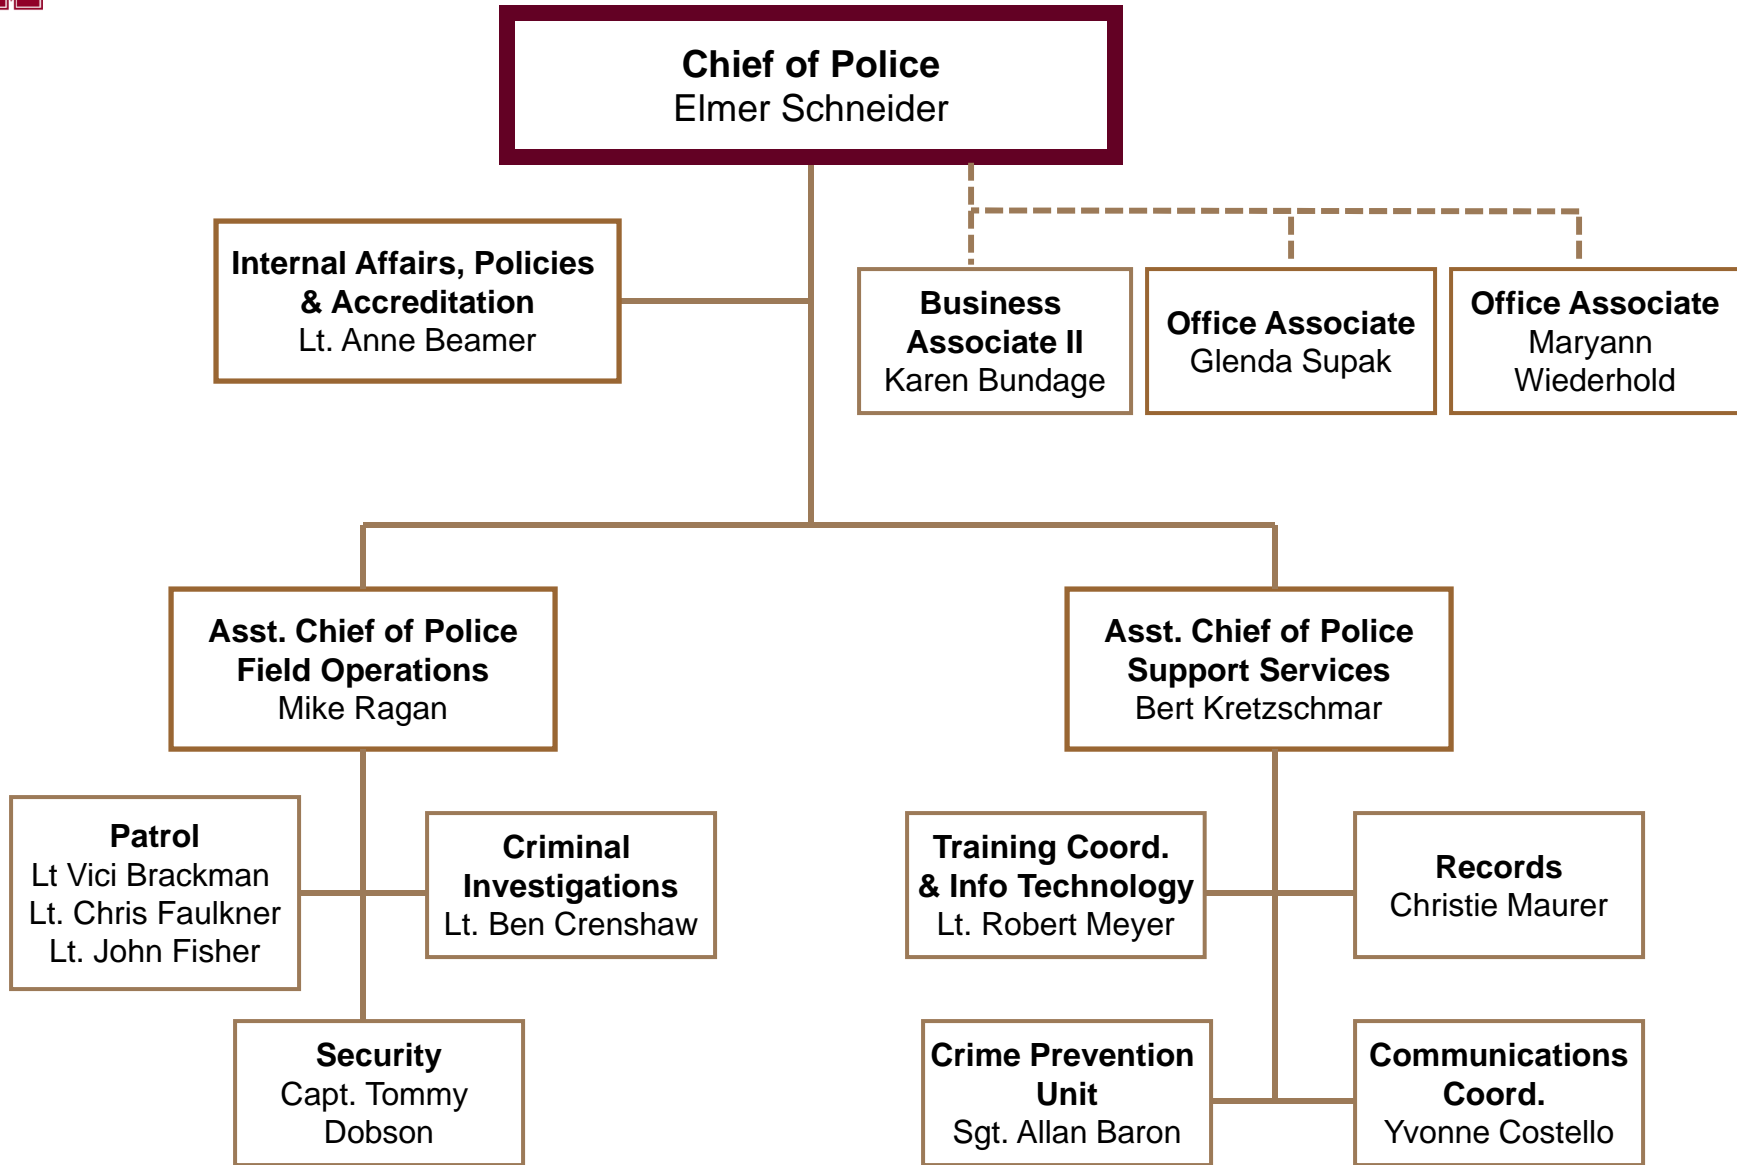 Chief of Police
Elmer Schneider
Internal Affairs, Policies
& Accreditation
Lt. Anne Beamer
Business
Associate II
Karen Bundage
Office Associate
Glenda Supak
Office Associate
Maryann
Wiederhold
Asst. Chief of Police
Field Operations
Mike Ragan
Asst. Chief of Police
Support Services
Bert Kretzschmar
Patrol
Lt Vici Brackman
Lt. Chris Faulkner
Lt. John Fisher
Criminal
Investigations
Lt. Ben Crenshaw
Security
Capt. Tommy
Dobson
Training Coord.
& Info Technology
Lt. Robert Meyer
Records
Christie Maurer
Crime Prevention
Unit
Sgt. Allan Baron
Communications
Coord.
Yvonne Costello